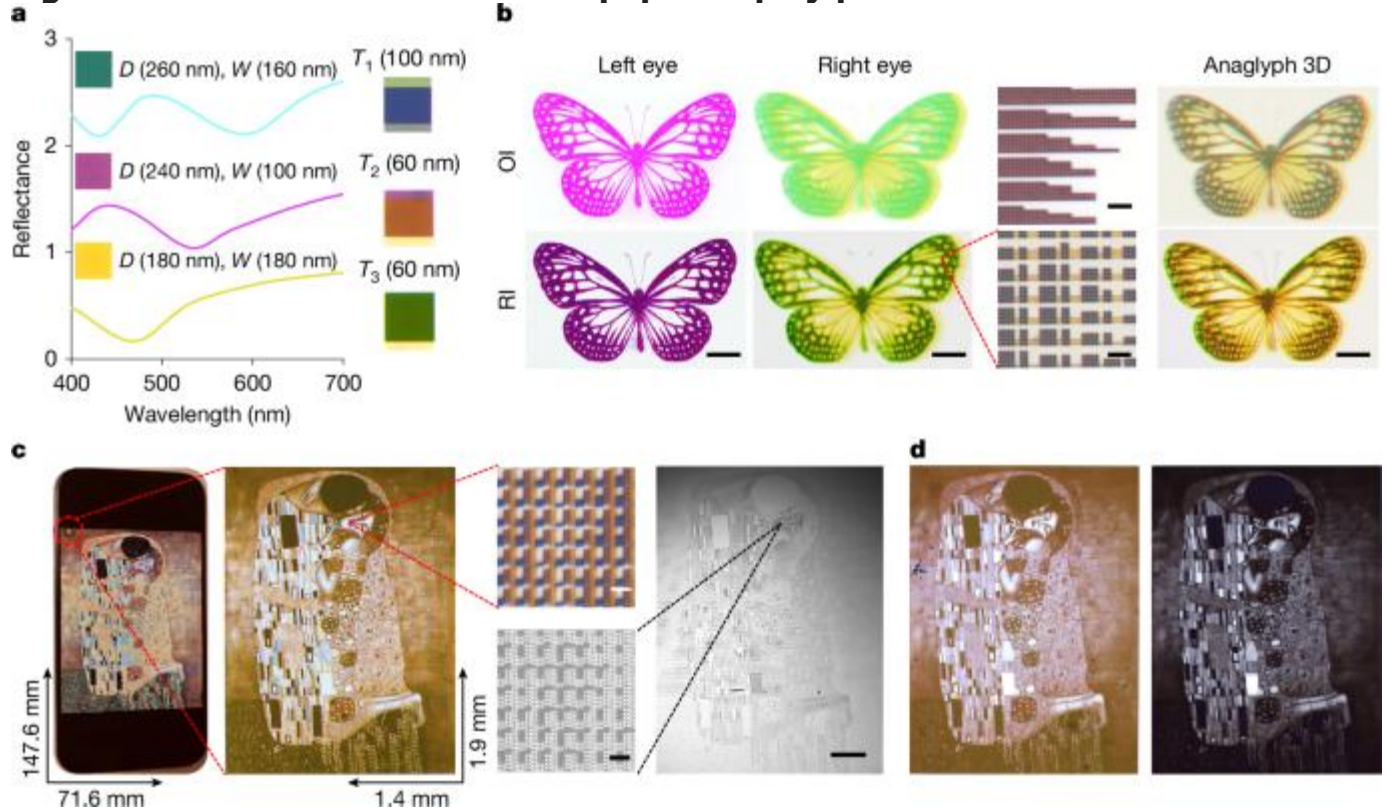 a
3
2
1
0
Reflectance
D (260 nm), W (160 nm)
D (240 nm), W (100 nm)
D (180 nm), W (180 nm)
400 500 600 700
Wavelength (nm)
T1 (100 nm)
T2 (60 nm)
T3 (60 nm)
b
Left eye Right eye Anaglyph 3D
OI
RI
c
147.6 mm
71.6 mm
1.9 mm
1.4 mm
d